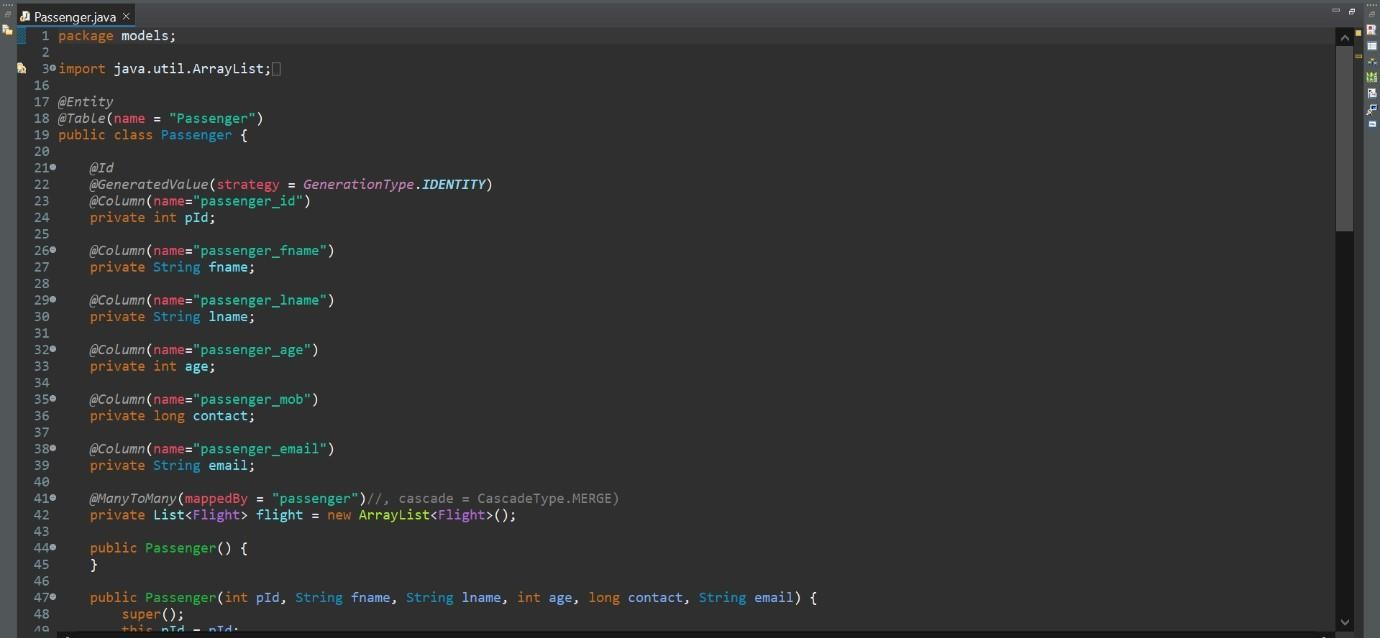 Passenger.java
1 package models;
2
3 import java.util.ArrayList;
16
17 @Entity
18 @Table(name = "Passenger")
19 public class Passenger {
20
21 @Id
22 @GeneratedValue(strategy = GenerationType.IDENTITY)
23 @Column(name="passenger_id")
24 private int pId;
25
26 @Column(name="passenger_fname")
27 private String fname;
28
29 @Column(name="passenger_lname")
30 private String lname;
31
32 @Column(name="passenger_age")
33 private int age;
34
35 @Column(name="passenger_mob")
36 private long contact;
37
38 @Column(name="passenger_email")
39 private String email;
40
41 @ManyToMany(mappedBy = "passenger")//, cascade = CascadeType.MERGE)
42 private List<Flight> flight = new ArrayList<Flight>();
43
44 public Passenger() {
45 }
46
47 public Passenger(int pId, String fname, String lname, int age, long contact, String email) {
48 super();
49 this.pId = pId;